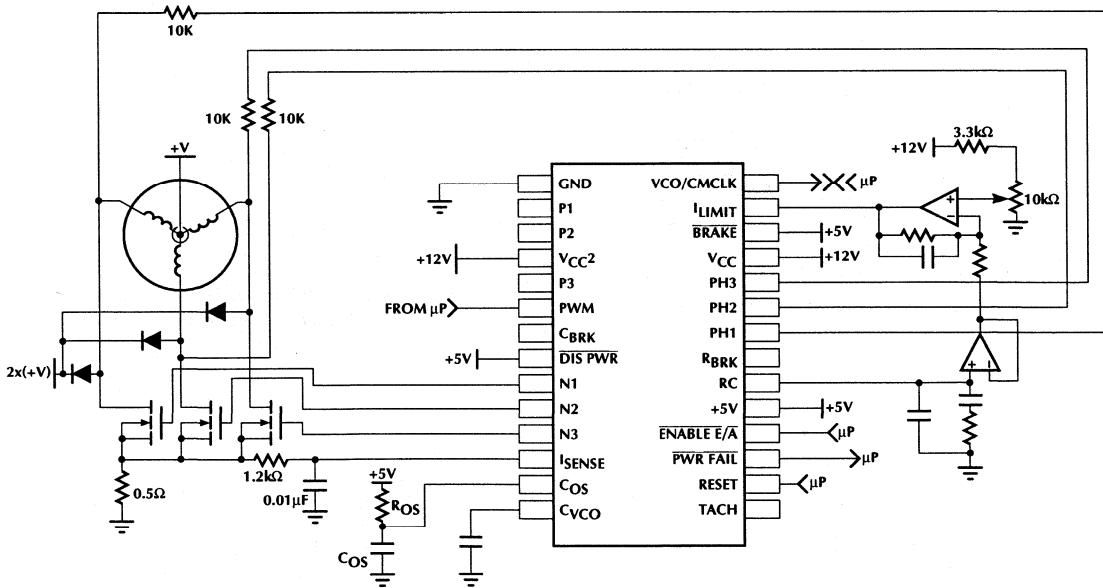 10K
10K
10K
+V
2x(+V)
0.5Ω
1.2kΩ
0.01μF
+5V
R_OS
C_OS
+12V
FROM μP
+5V
GND
P1
P2
V_CC2
P3
PWM
C_BRK
DIS PWR
N1
N2
N3
I_SENSE
C_OS
C_VCO
VCO/CMCLK
I_LIMIT
BRAKE
V_CC
PH3
PH2
PH1
R_BRK
RC
+5V
ENABLE E/A
PWR FAIL
RESET
TACH
μP
+5V
+12V
+5V
μP
μP
μP
+12V
3.3kΩ
10kΩ
+
−
+
−